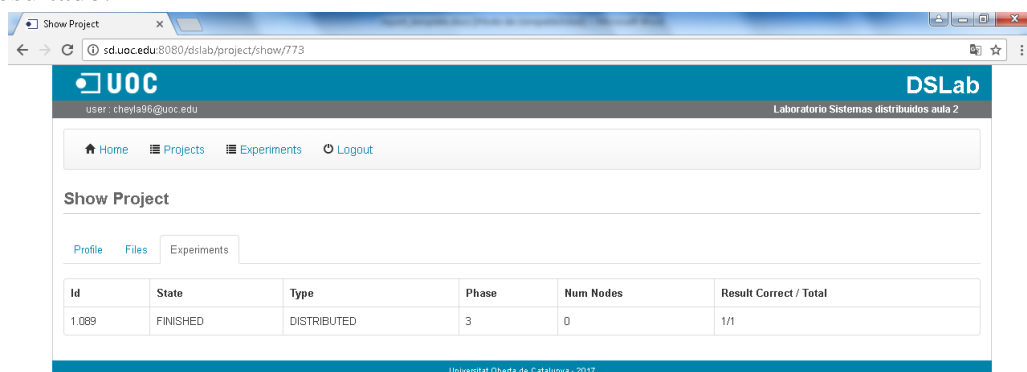 Show Project
sd.uoc.edu:8080/dslab/project/show/773
UOC
DSLab
user : cheyla96@uoc.edu
Laboratorio Sistemas distribuidos aula 2
Home Projects Experiments Logout
Show Project
Profile Files Experiments
Id State Type Phase Num Nodes Result Correct / Total
1.089 FINISHED DISTRIBUTED 3 0 1/1
Universitat Oberta de Catalunya - 2017